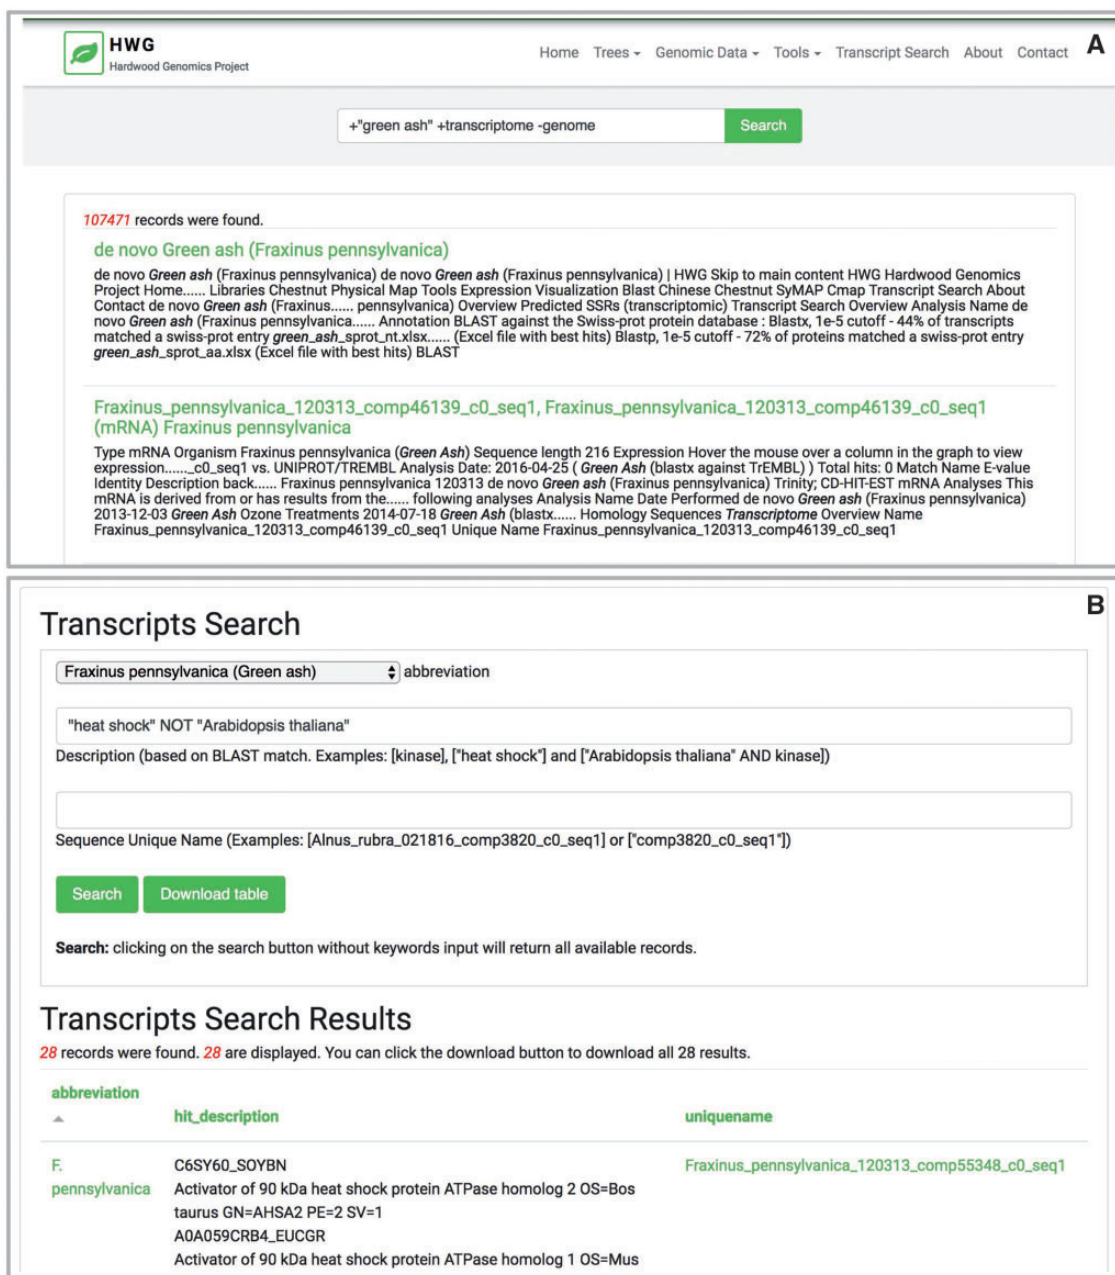 HWG
Hardwood Genomics Project
Home Trees Genomic Data Tools Transcript Search About Contact
A
+"green ash" +transcriptome -genome
Search
107471 records were found.
de novo Green ash (Fraxinus pennsylvanica)
de novo Green ash (Fraxinus pennsylvanica) de novo Green ash (Fraxinus pennsylvanica) | HWG Skip to main content HWG Hardwood Genomics
Project Home...... Libraries Chestnut Physical Map Tools Expression Visualization Blast Chinese Chestnut SyMAP Cmap Transcript Search About
Contact de novo Green ash (Fraxinus...... pennsylvanica) Overview Predicted SSRs (transcriptomic) Transcript Search Overview Analysis Name de
novo Green ash (Fraxinus pennsylvanica...... Annotation BLAST against the Swiss-prot protein database : Blastx, 1e-5 cutoff - 44% of transcripts
matched a swiss-prot entry green_ash_sprot_nt.xlsx...... (Excel file with best hits) Blastp, 1e-5 cutoff - 72% of proteins matched a swiss-prot entry
green_ash_sprot_aa.xlsx (Excel file with best hits) BLAST
Fraxinus_pennsylvanica_120313_comp46139_c0_seq1, Fraxinus_pennsylvanica_120313_comp46139_c0_seq1
(mRNA) Fraxinus pennsylvanica
Type mRNA Organism Fraxinus pennsylvanica (Green Ash) Sequence length 216 Expression Hover the mouse over a column in the graph to view
expression......_c0_seq1 vs. UNIPROT/TREMBL Analysis Date: 2016-04-25 ( Green Ash (blastx against TrEMBL) ) Total hits: 0 Match Name E-value
Identity Description back...... Fraxinus pennsylvanica 120313 de novo Green ash (Fraxinus pennsylvanica) Trinity; CD-HIT-EST mRNA Analyses This
mRNA is derived from or has results from the...... following analyses Analysis Name Date Performed de novo Green ash (Fraxinus pennsylvanica)
2013-12-03 Green Ash Ozone Treatments 2014-07-18 Green Ash (blastx...... Homology Sequences Transcriptome Overview Name
Fraxinus_pennsylvanica_120313_comp46139_c0_seq1 Unique Name Fraxinus_pennsylvanica_120313_comp46139_c0_seq1
B
Transcripts Search
Fraxinus pennsylvanica (Green ash) abbreviation
"heat shock" NOT "Arabidopsis thaliana"
Description (based on BLAST match. Examples: [kinase], ["heat shock"] and ["Arabidopsis thaliana" AND kinase])
Sequence Unique Name (Examples: [Alnus_rubra_021816_comp3820_c0_seq1] or ["comp3820_c0_seq1"])
Search Download table
Search: clicking on the search button without keywords input will return all available records.
Transcripts Search Results
28 records were found. 28 are displayed. You can click the download button to download all 28 results.
abbreviation
hit_description uniquename
F. C6SY60_SOYBN Fraxinus_pennsylvanica_120313_comp55348_c0_seq1
pennsylvanica Activator of 90 kDa heat shock protein ATPase homolog 2 OS=Bos
taurus GN=AHSA2 PE=2 SV=1
A0A059CRB4_EUCGR
Activator of 90 kDa heat shock protein ATPase homolog 1 OS=Mus